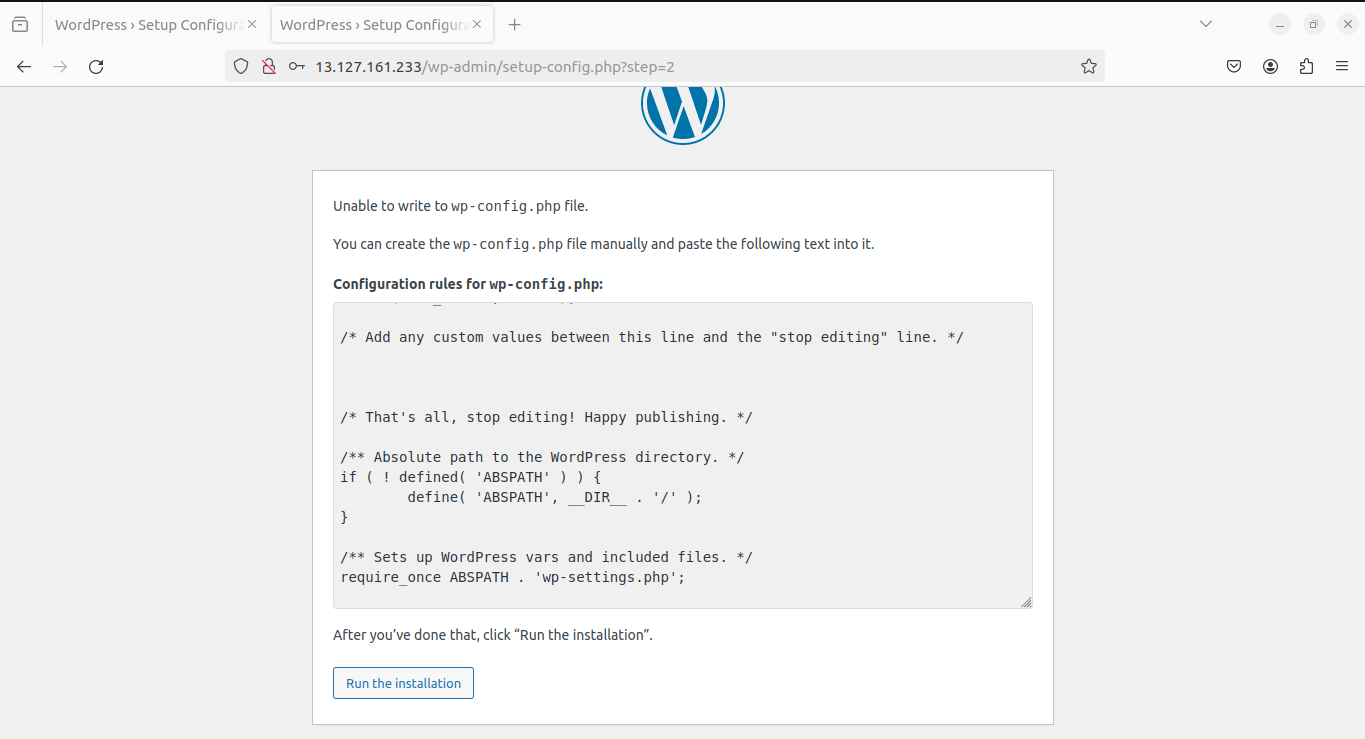 WordPress › Setup Configura
WordPress › Setup Configura
13.127.161.233/wp-admin/setup-config.php?step=2
Unable to write to wp-config.php file.
You can create the wp-config.php file manually and paste the following text into it.
Configuration rules for wp-config.php:
/* Add any custom values between this line and the "stop editing" line. */
/* That's all, stop editing! Happy publishing. */
/** Absolute path to the WordPress directory. */
if ( ! defined( 'ABSPATH' ) ) {
define( 'ABSPATH', __DIR__ . '/' );
}
/** Sets up WordPress vars and included files. */
require_once ABSPATH . 'wp-settings.php';
After you’ve done that, click “Run the installation”.
Run the installation